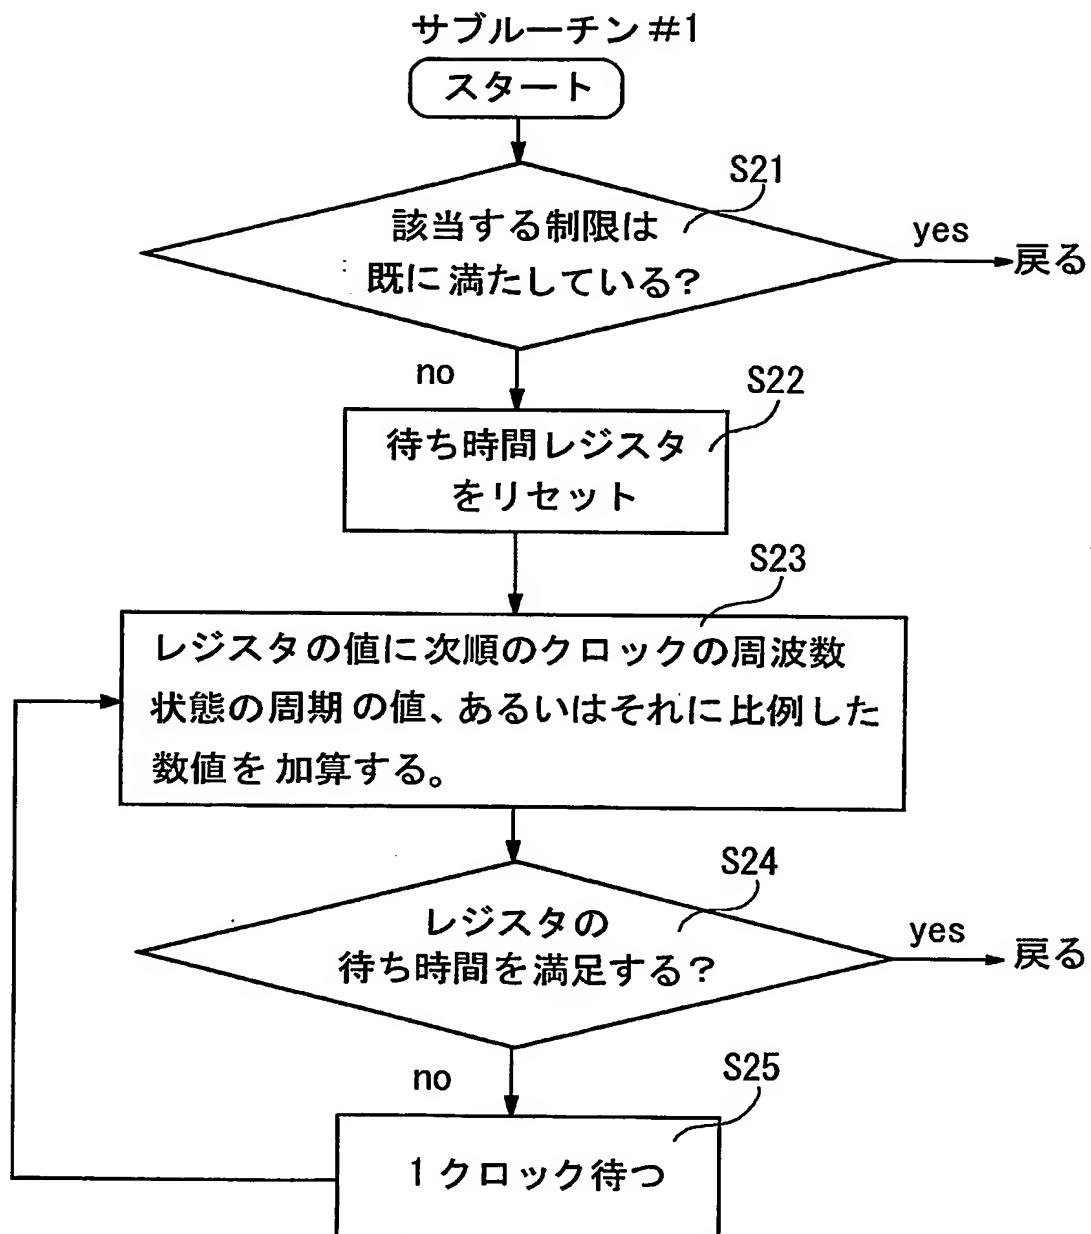 サブルーチン#1
スタート
S21
該当する制限は
既に満たしている?
yes
戻る
no
S22
待ち時間レジスタ
をリセット
S23
レジスタの値に次順のクロックの周波数
状態の周期の値、あるいはそれに比例した
数値を加算する。
S24
レジスタの
待ち時間を満足する?
yes
戻る
no
S25
1クロック待つ